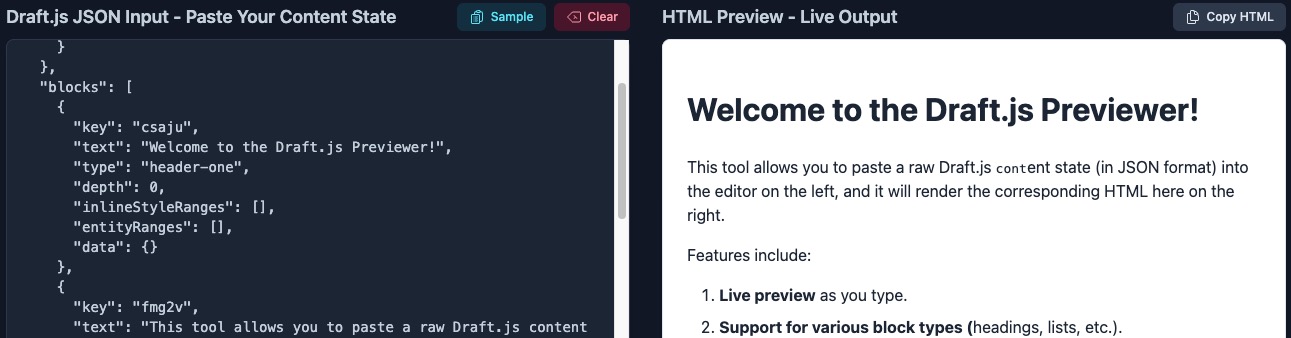 Draft.js JSON Input - Paste Your Content State
Sample
Clear
}
},
"blocks": [
{
"key": "csaju",
"text": "Welcome to the Draft.js Previewer!",
"type": "header-one",
"depth": 0,
"inlineStyleRanges": [],
"entityRanges": [],
"data": {}
},
{
"key": "fmg2v",
"text": "This tool allows you to paste a raw Draft.js content
HTML Preview - Live Output
Copy HTML
Welcome to the Draft.js Previewer!
This tool allows you to paste a raw Draft.js content state (in JSON format) into
the editor on the left, and it will render the corresponding HTML here on the
right.
Features include:
1. Live preview as you type.
2. Support for various block types (headings, lists, etc.).